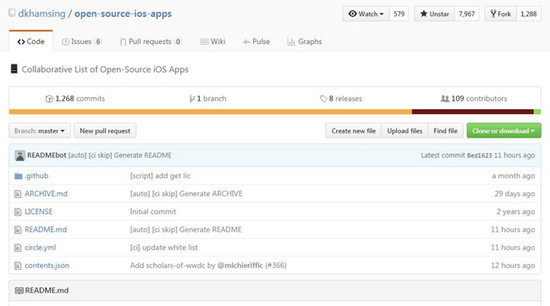 dkhamsing / open-source-ios-apps
Watch 579 Unstar 7,967 Fork 1,288
Code Issues 6 Pull requests 0 Wiki Pulse Graphs
Collaborative List of Open-Source iOS Apps
1,268 commits 1 branch 8 releases 109 contributors
Branch: master New pull request Create new file Upload files Find file Clone or download
READMEbot [auto] [ci skip] Generate README Latest commit 8ed1623 11 hours ago
.github [script] add get lic a month ago
ARCHIVE.md [auto] [ci skip] Generate ARCHIVE 29 days ago
LICENSE Initial commit 2 years ago
README.md [auto] [ci skip] Generate README 11 hours ago
circle.yml [ci] update white list 11 hours ago
contents.json Add scholars-of-wwdc by @michieriffic (#366) 12 hours ago
README.md